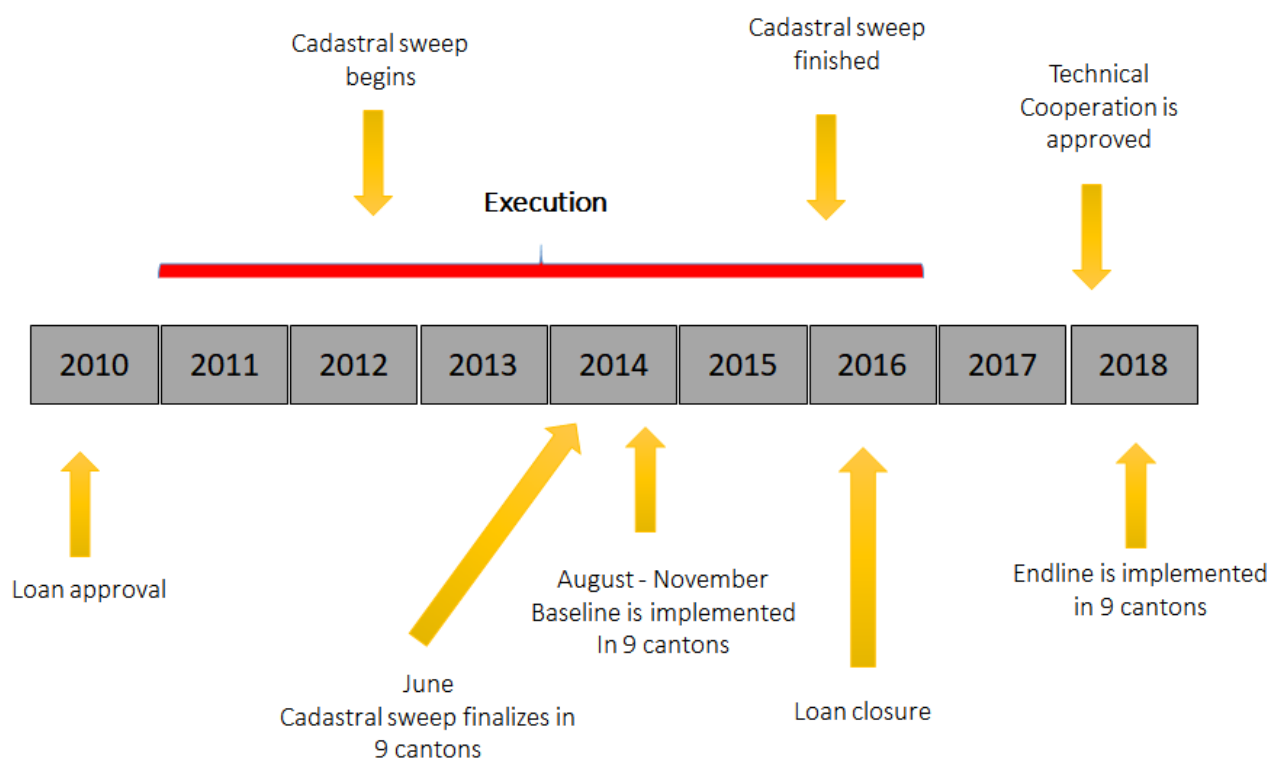 Cadastral sweep
begins
Cadastral sweep
finished
Technical
Cooperation is
approved
Execution
2010
2011
2012
2013
2014
2015
2016
2017
2018
Loan approval
June
Cadastral sweep finalizes in
9 cantons
August - November
Baseline is implemented
In 9 cantons
Loan closure
Endline is implemented
in 9 cantons